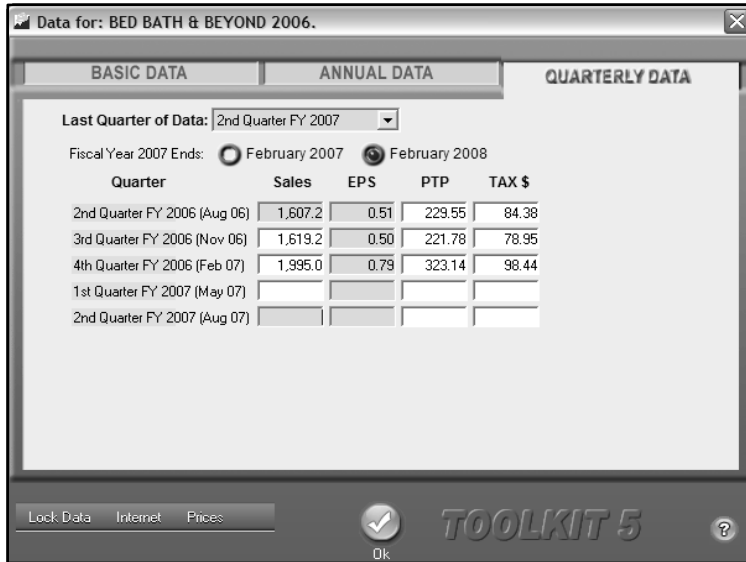 Data for: BED BATH & BEYOND 2006.
BASIC DATA ANNUAL DATA QUARTERLY DATA
Last Quarter of Data: 2nd Quarter FY 2007
Fiscal Year 2007 Ends: February 2007 February 2008
Quarter Sales EPS PTP TAX $
2nd Quarter FY 2006 (Aug 06) 1,607.2 0.51 229.55 84.38
3rd Quarter FY 2006 (Nov 06) 1,619.2 0.50 221.78 78.95
4th Quarter FY 2006 (Feb 07) 1,995.0 0.79 323.14 98.44
1st Quarter FY 2007 (May 07)
2nd Quarter FY 2007 (Aug 07)
Lock Data Internet Prices
Ok
TOOLKIT 5
?